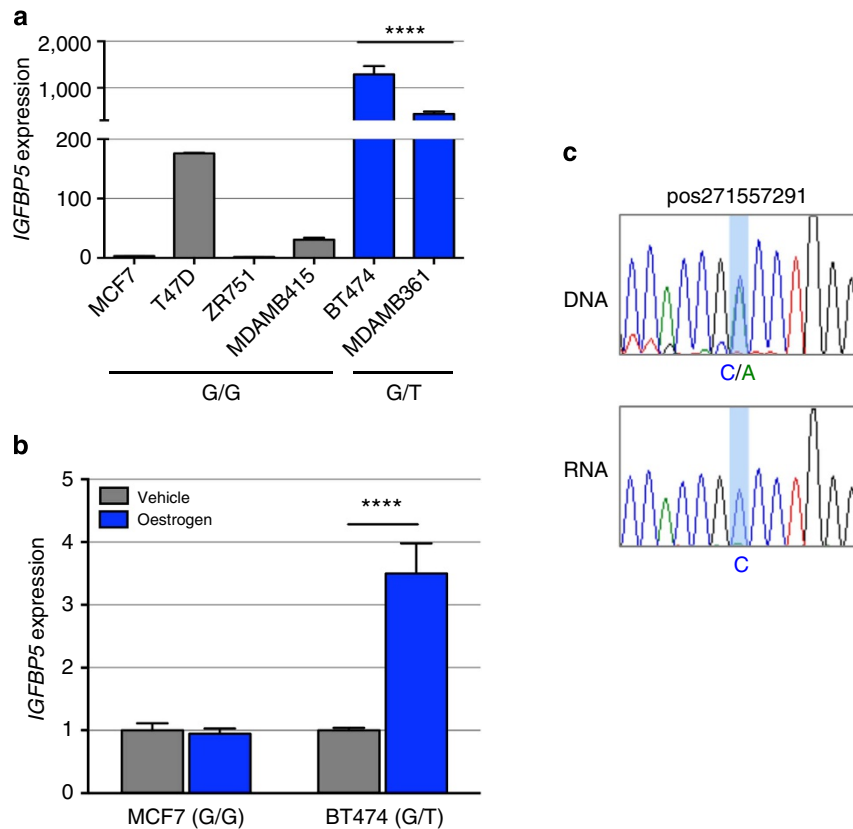 a
IGFBP5 expression
2,000
1,000
200
100
0
****
MCF7
T47D
ZR751
MDAMB415
BT474
MDAMB361
G/G
G/T
b
IGFBP5 expression
5
4
3
2
1
0
Vehicle
Oestrogen
****
MCF7 (G/G)
BT474 (G/T)
c
pos271557291
DNA
C/A
RNA
C